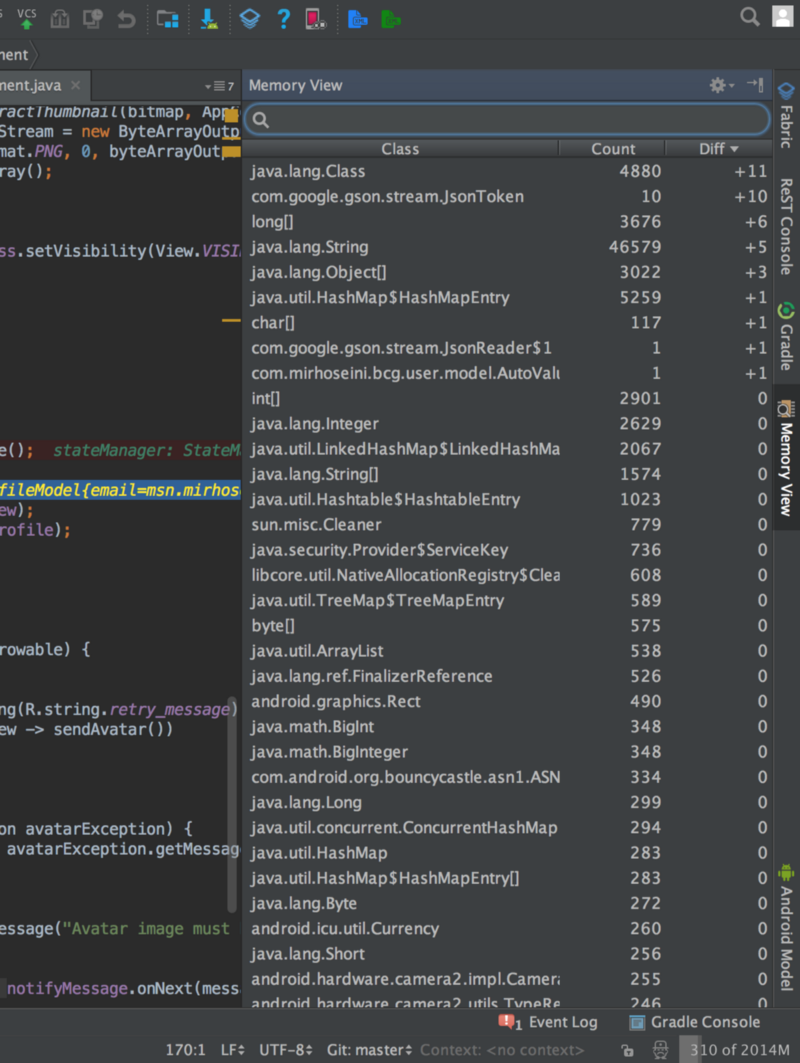 VCS
ment
ment.java
7
ractThumbnail(bitmap, App
Stream = new ByteArrayOutp
mat.PNG, 0, byteArrayOutp
ray();
ss.setVisibility(View.VISI
e(); stateManager: StateM
fileModel{email=msn.mirhos
ew);
rofile);
rowable) {
ng(R.string.retry_message)
ew -> sendAvatar())
on avatarException) {
avatarException.getMessag
essage("Avatar image must
notifyMessage.onNext(mess
Memory View
Class Count Diff
java.lang.Class 4880 +11
com.google.gson.stream.JsonToken 10 +10
long[] 3676 +6
java.lang.String 46579 +5
java.lang.Object[] 3022 +3
java.util.HashMap$HashMapEntry 5259 +1
char[] 117 +1
com.google.gson.stream.JsonReader$1 1 +1
com.mirhoseini.bcg.user.model.AutoValu 1 +1
int[] 2901 0
java.lang.Integer 2629 0
java.util.LinkedHashMap$LinkedHashMa 2067 0
java.lang.String[] 1574 0
java.util.Hashtable$HashtableEntry 1023 0
sun.misc.Cleaner 779 0
java.security.Provider$ServiceKey 736 0
libcore.util.NativeAllocationRegistry$Clea 608 0
java.util.TreeMap$TreeMapEntry 589 0
byte[] 575 0
java.util.ArrayList 538 0
java.lang.ref.FinalizerReference 526 0
android.graphics.Rect 490 0
java.math.BigInt 348 0
java.math.BigInteger 348 0
com.android.org.bouncycastle.asn1.ASN 334 0
java.lang.Long 299 0
java.util.concurrent.ConcurrentHashMap 294 0
java.util.HashMap 283 0
java.util.HashMap$HashMapEntry[] 283 0
java.lang.Byte 272 0
android.icu.util.Currency 260 0
java.lang.Short 256 0
android.hardware.camera2.impl.Camera 255 0
android.hardware.camera2.utils.TypeRe 246 0
Fabric
ReST Console
Gradle
Memory View
Android Model
1 Event Log
Gradle Console
170:1 LF UTF-8 Git: master Context: <no context> 310 of 2014M